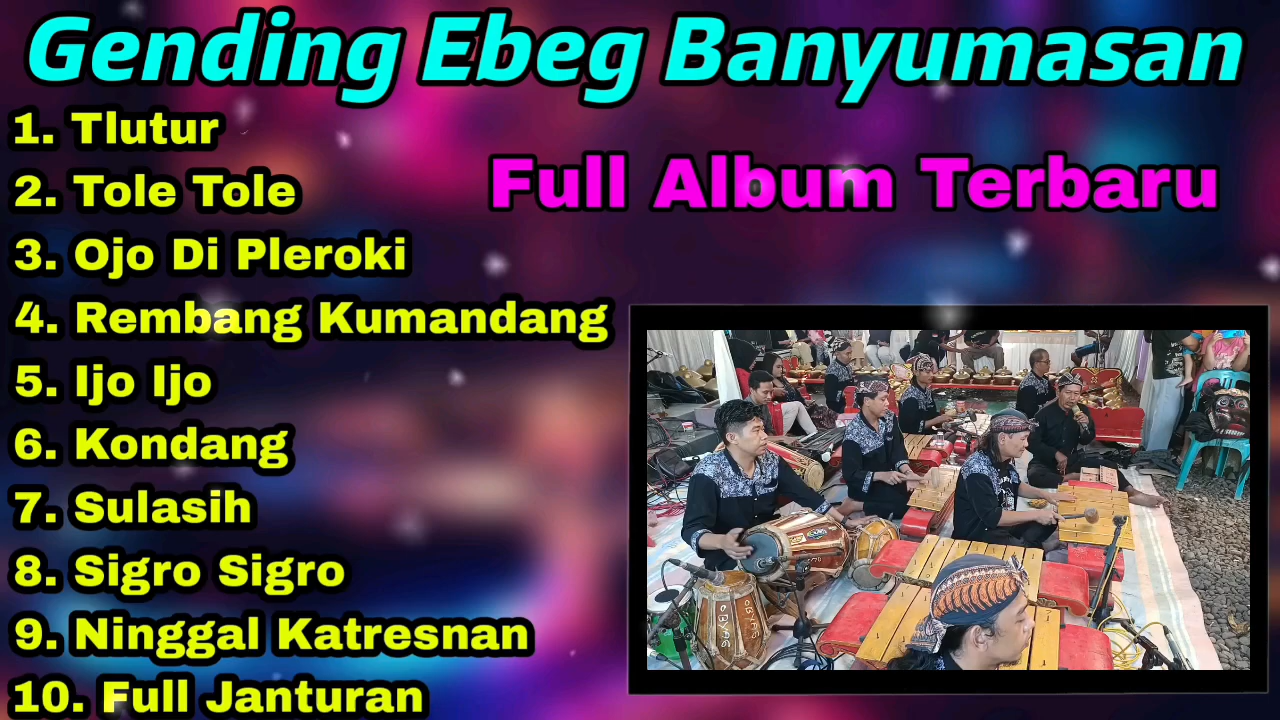 Gending Ebeg Banyumasan
1. Tlutur
Full Album Terbaru
2. Tole Tole
3. Ojo Di Pleroki
4. Rembang Kumandang
5. Ijo Ijo
6. Kondang
7. Sulasih
8. Sigro Sigro
9. Ninggal Katresnan
10. Full Janturan